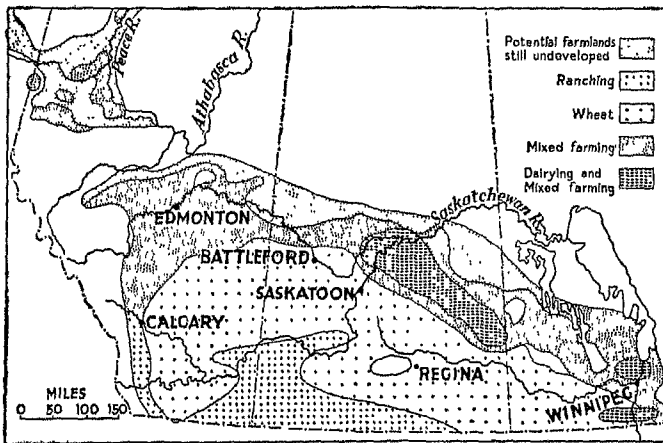 Peace R.
Athabasca R.
Potential farmlands
still undeveloped
Ranching
Wheat
Mixed farming
Dairying and
Mixed farming
Saskatchewan R.
EDMONTON
BATTLEFORD
SASKATOON
CALGARY
REGINA
WINNIPEG
MILES
0 50 100 150